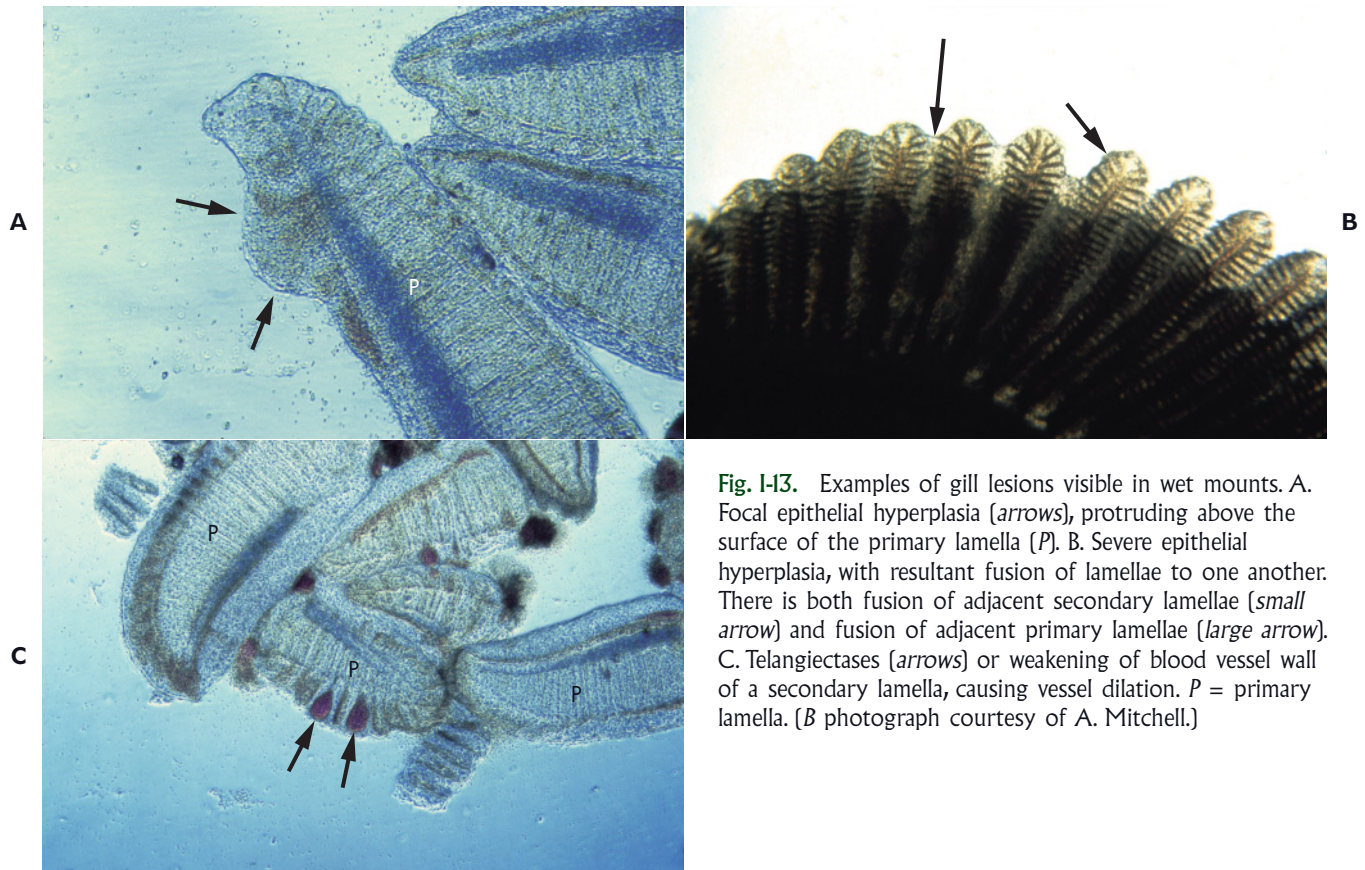 A
P
B
C
P
P
P
Fig. I-13. Examples of gill lesions visible in wet mounts. A.
Focal epithelial hyperplasia (arrows), protruding above the
surface of the primary lamella (P). B. Severe epithelial
hyperplasia, with resultant fusion of lamellae to one another.
There is both fusion of adjacent secondary lamellae (small
arrow) and fusion of adjacent primary lamellae (large arrow).
C. Telangiectases (arrows) or weakening of blood vessel wall
of a secondary lamella, causing vessel dilation. P = primary
lamella. (B photograph courtesy of A. Mitchell.)